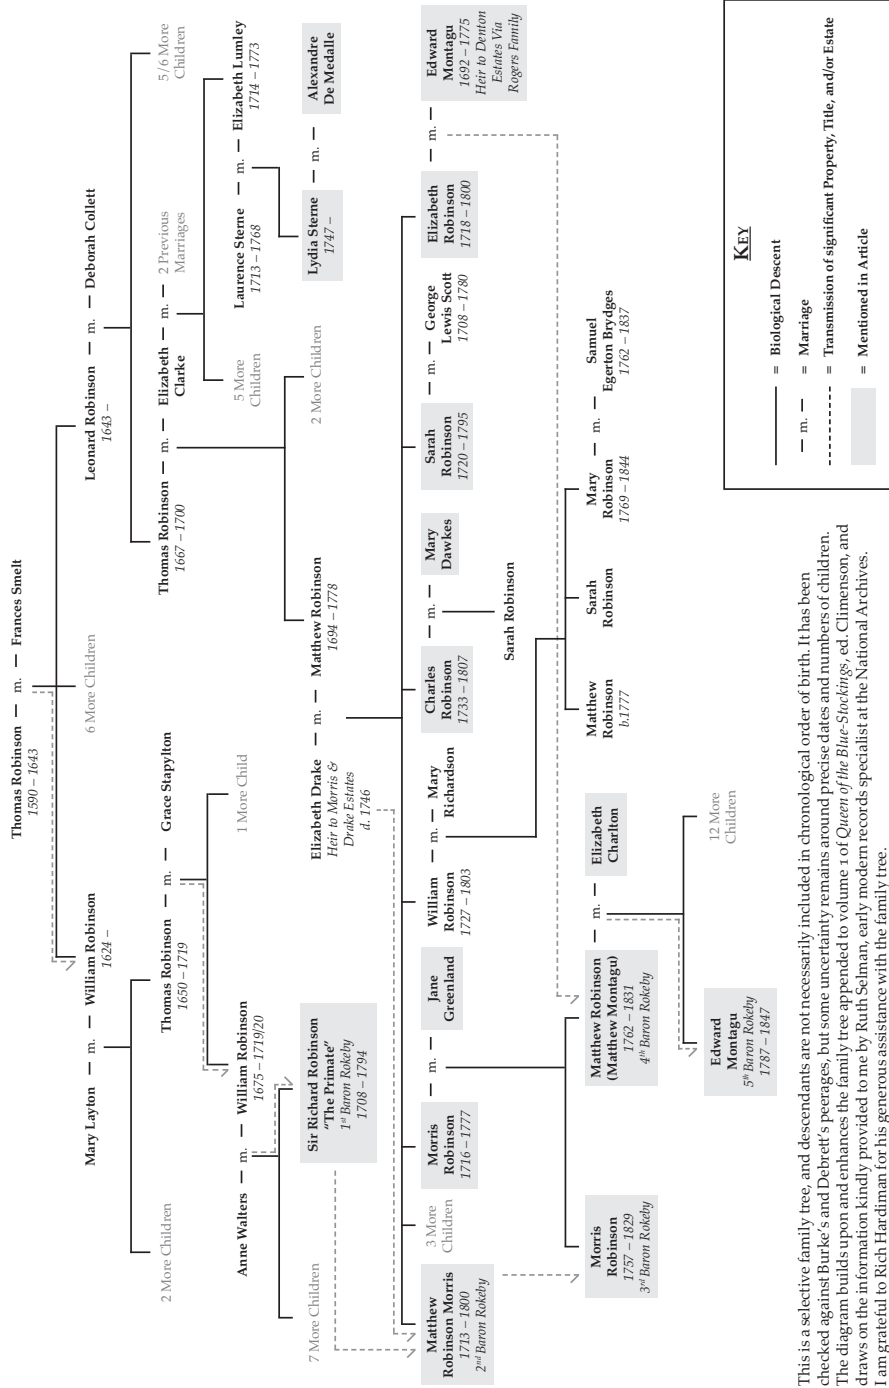 Thomas Robinson — m. — Frances Smelt
1590 – 1643
Mary Layton — m. — William Robinson
1624 –
6 More Children
Leonard Robinson — m. — Deborah Collett
1643 –
2 More Children
Thomas Robinson — m. — Grace Stapylton
1650 – 1719
Thomas Robinson — m. — Elizabeth — m. — 2 Previous
1667 – 1700
Clarke
Marriages
5/6 More
Children
Anne Walters — m. — William Robinson
1675 – 1719/20
1 More Child
5 More
Children
Laurence Sterne — m. — Elizabeth Lumley
1713 – 1768
1714 – 1773
7 More Children
Sir Richard Robinson
"The Primate"
1st Baron Rokeby
1708 – 1794
Elizabeth Drake — m. — Matthew Robinson
Heir to Morris &
Drake Estates
d. 1746
1694 – 1778
2 More Children
Lydia Sterne — m. — Alexandre
1747 –
De Medalle
Matthew
Robinson Morris
1713 – 1800
2nd Baron Rokeby
3 More
Children
Morris — m. — Jane
Robinson
Greenland
1716 – 1777
William — m. — Mary
Robinson
Richardson
1727 – 1803
Charles — m. — Mary
Robinson
Dawkes
1733 – 1807
Sarah — m. — George
Robinson
Lewis Scott
1720 – 1795
1708 – 1780
Elizabeth — m. — Edward
Robinson
Montagu
1718 – 1800
1692 – 1775
Heir to Denton
Estates Via
Rogers Family
Sarah Robinson
Morris
Robinson
1757 – 1829
3rd Baron Rokeby
Matthew Robinson — m. — Elizabeth
(Matthew Montagu)
Charlton
1762 – 1831
4th Baron Rokeby
Matthew
Robinson
b.1777
Sarah
Robinson
Mary — m. — Samuel
Robinson
Egerton Brydges
1769 – 1844
1762 – 1837
Edward
Montagu
5th Baron Rokeby
1787 – 1847
12 More
Children
KEY
= Biological Descent
— m. — = Marriage
= Transmission of significant Property, Title, and/or Estate
= Mentioned in Article
This is a selective family tree, and descendants are not necessarily included in chronological order of birth. It has been
checked against Burke's and Debrett's peerages, but some uncertainty remains around precise dates and numbers of children.
The diagram builds upon and enhances the family tree appended to volume 1 of Queen of the Blue-Stockings, ed. Climenson, and
draws on the information kindly provided to me by Ruth Selman, early modern records specialist at the National Archives.
I am grateful to Rich Hardiman for his generous assistance with the family tree.